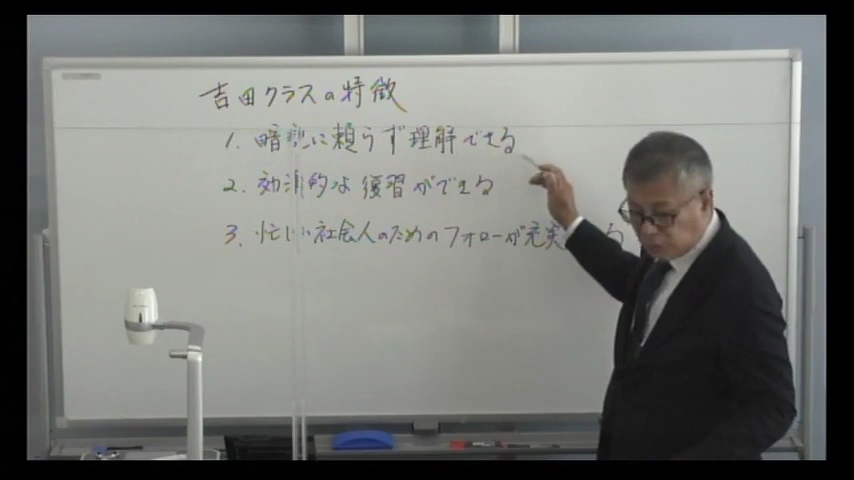 吉田クラスの特徴
1. 暗記に頼らず理解できる
2. 効率的な復習ができる
3. 忙しい社会人のためのフォローが充実 る